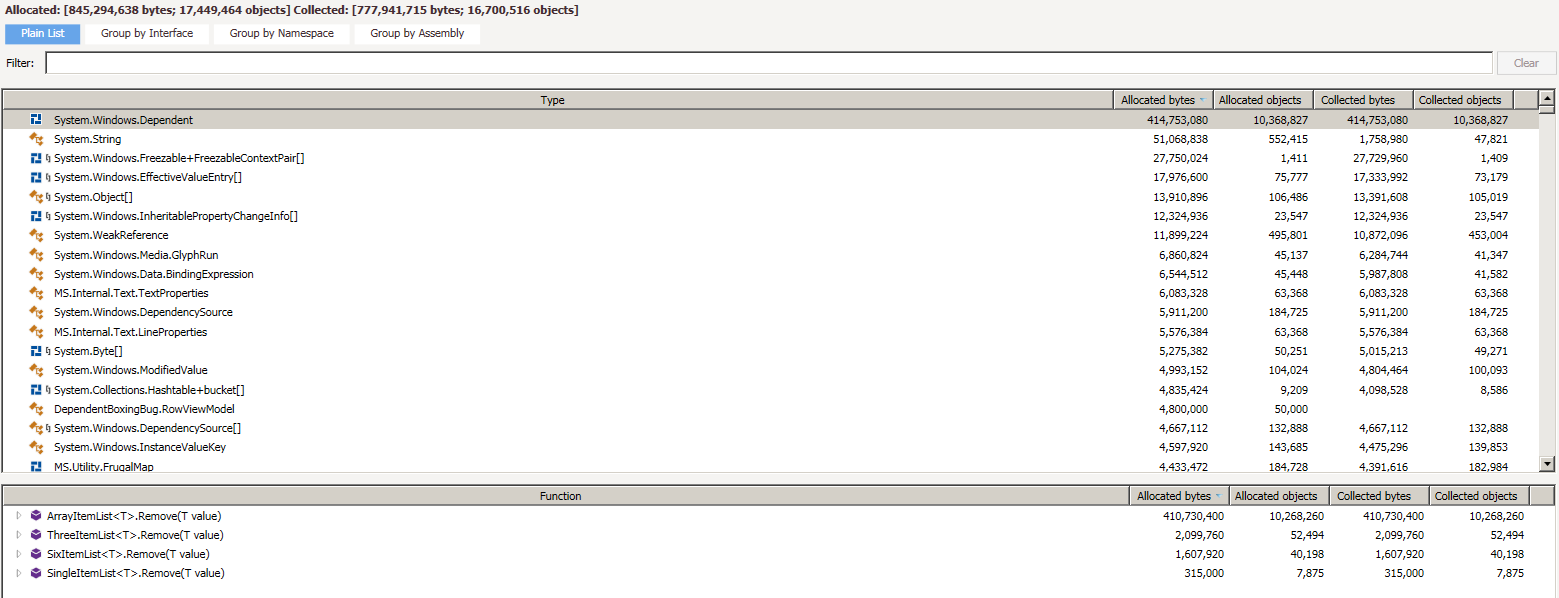 Allocated: [845,294,638 bytes; 17,449,464 objects] Collected: [777,941,715 bytes; 16,700,516 objects]
Plain List Group by Interface Group by Namespace Group by Assembly
Filter: Clear
Type Allocated bytes Allocated objects Collected bytes Collected objects
System.Windows.Dependent 414,753,080 10,368,827 414,753,080 10,368,827
System.String 51,068,838 552,415 1,758,980 47,821
System.Windows.Freezable+FreezableContextPair[] 27,750,024 1,411 27,729,960 1,409
System.Windows.EffectiveValueEntry[] 17,976,600 75,777 17,333,992 73,179
System.Object[] 13,910,896 106,486 13,391,608 105,019
System.Windows.InheritablePropertyChangeInfo[] 12,324,936 23,547 12,324,936 23,547
System.WeakReference 11,899,224 495,801 10,872,096 453,004
System.Windows.Media.GlyphRun 6,860,824 45,137 6,284,744 41,347
System.Windows.Data.BindingExpression 6,544,512 45,448 5,987,808 41,582
MS.Internal.Text.TextProperties 6,083,328 63,368 6,083,328 63,368
System.Windows.DependencySource 5,911,200 184,725 5,911,200 184,725
MS.Internal.Text.LineProperties 5,576,384 63,368 5,576,384 63,368
System.Byte[] 5,275,382 50,251 5,015,213 49,271
System.Windows.ModifiedValue 4,993,152 104,024 4,804,464 100,093
System.Collections.Hashtable+bucket[] 4,835,424 9,209 4,098,528 8,586
DependentBoxingBug.RowViewModel 4,800,000 50,000
System.Windows.DependencySource[] 4,667,112 132,888 4,667,112 132,888
System.Windows.InstanceValueKey 4,597,920 143,685 4,475,296 139,853
MS.Utility.FrugalMap 4,433,472 184,728 4,391,616 182,984
Function Allocated bytes Allocated objects Collected bytes Collected objects
ArrayItemList<T>.Remove(T value) 410,730,400 10,268,260 410,730,400 10,268,260
ThreeItemList<T>.Remove(T value) 2,099,760 52,494 2,099,760 52,494
SixItemList<T>.Remove(T value) 1,607,920 40,198 1,607,920 40,198
SingleItemList<T>.Remove(T value) 315,000 7,875 315,000 7,875